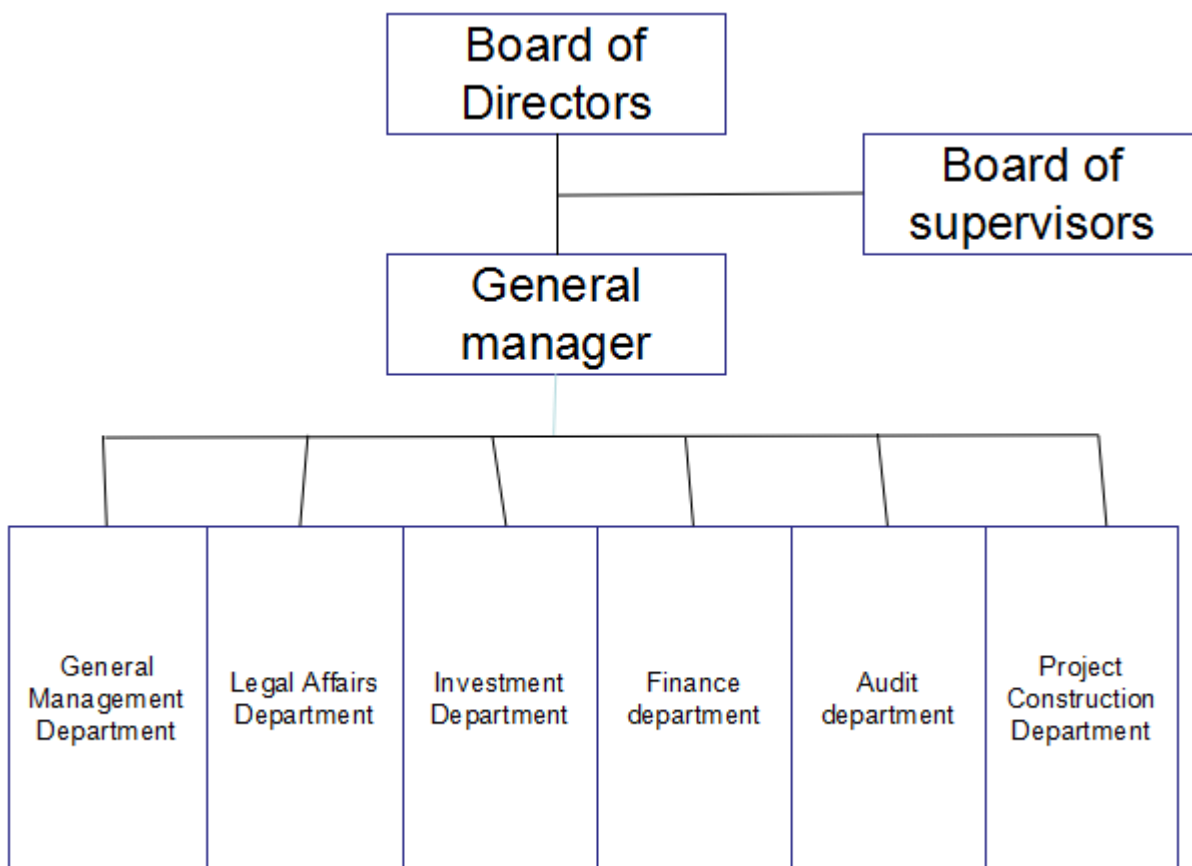 Board of
Directors
Board of
supervisors
General
manager
General
Management
Department
Legal Affairs
Department
Investment
Department
Finance
department
Audit
department
Project
Construction
Department